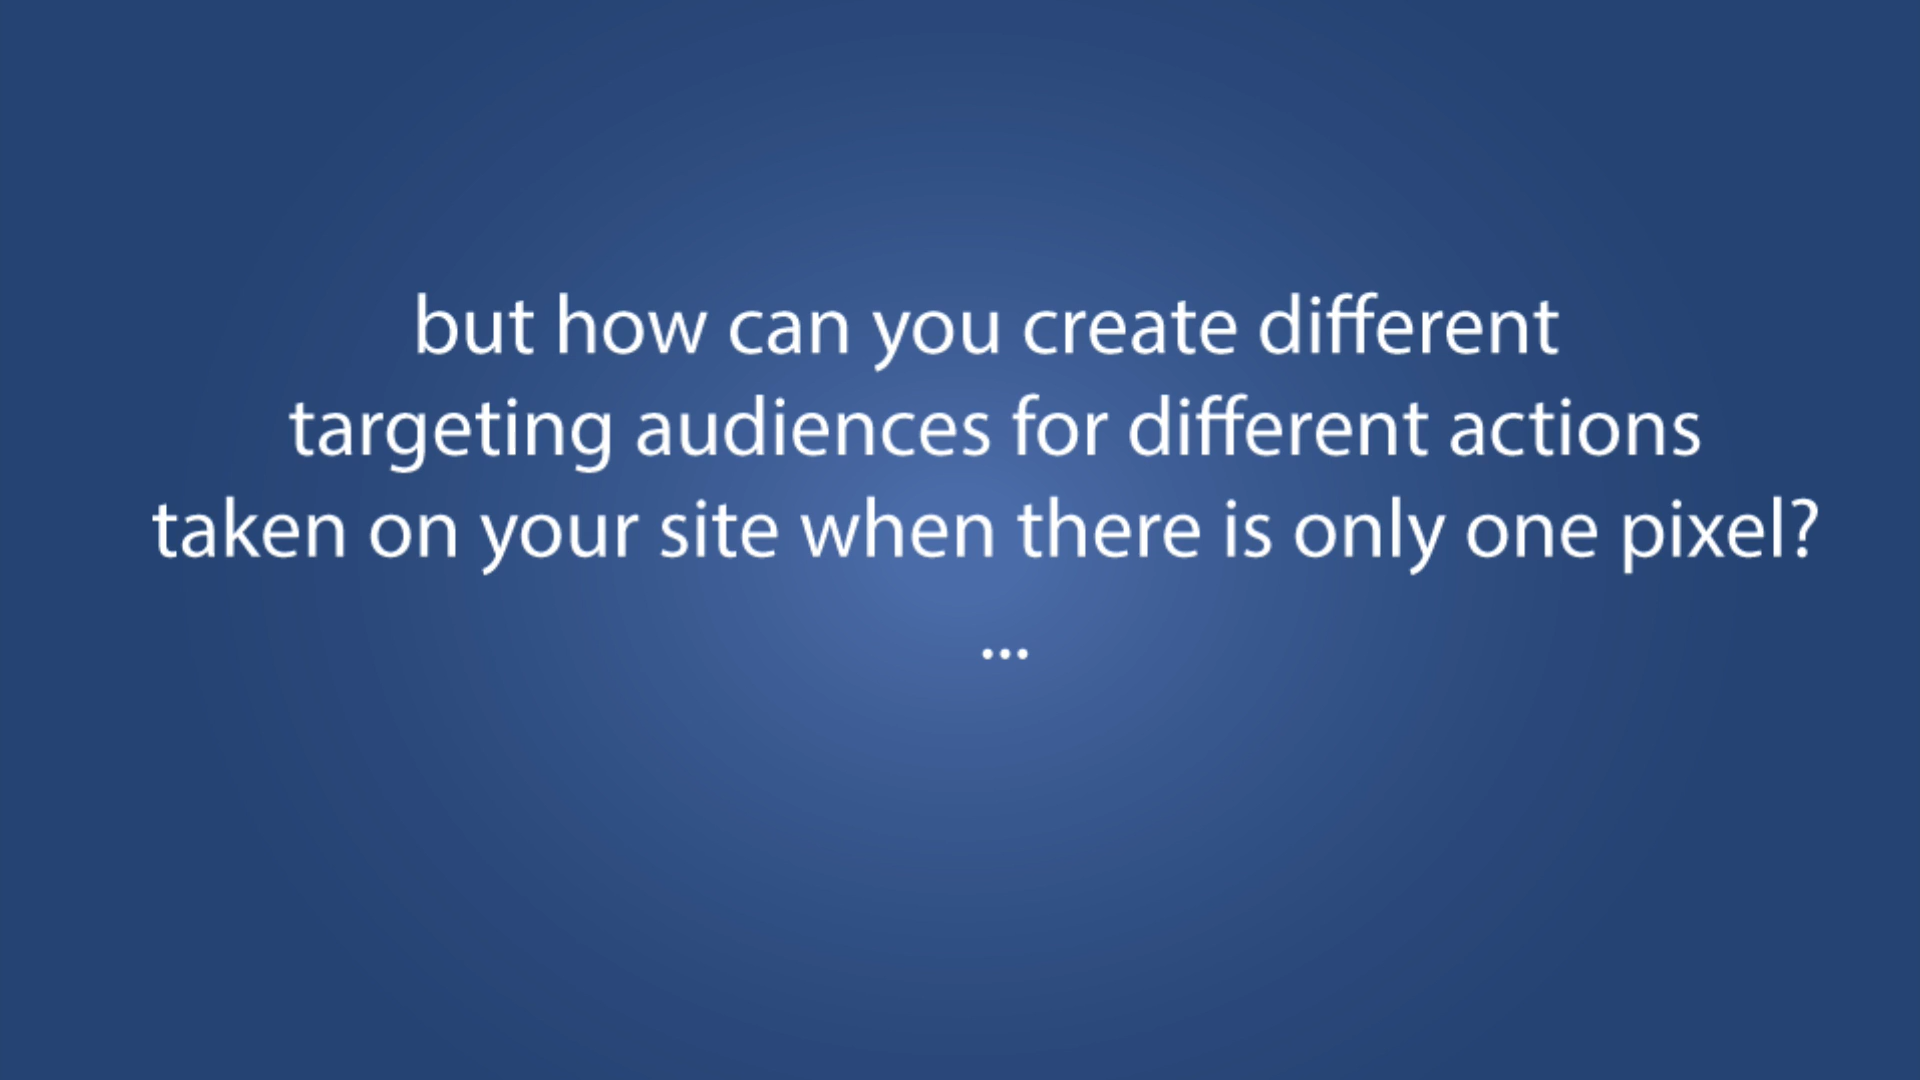 but how can you create different
targeting audiences for different actions
taken on your site when there is only one pixel?
...